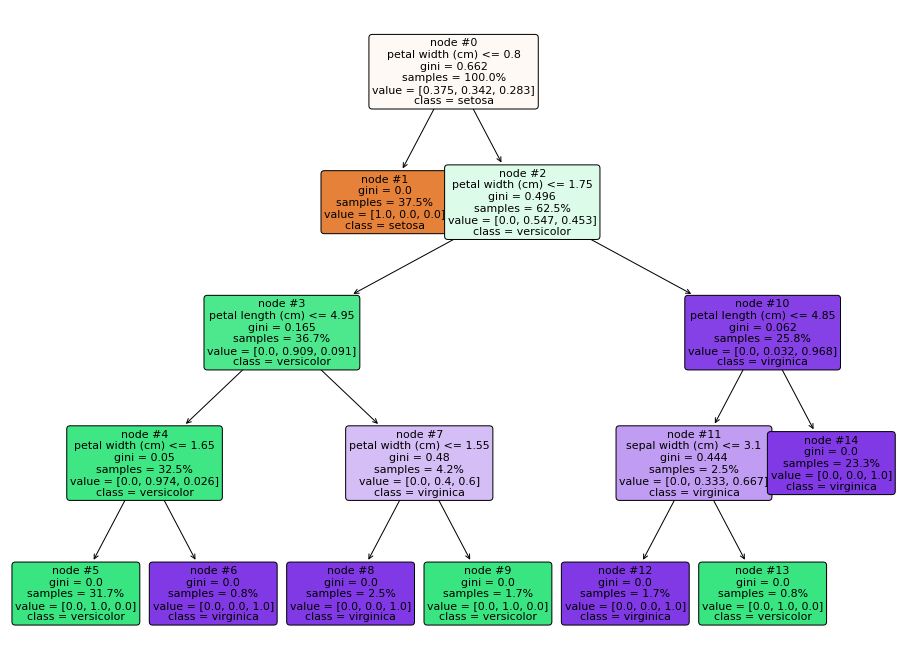 node #0
petal width (cm) <= 0.8
gini = 0.662
samples = 100.0%
value = [0.375, 0.342, 0.283]
class = setosa
node #1
gini = 0.0
samples = 37.5%
value = [1.0, 0.0, 0.0]
class = setosa
node #2
petal width (cm) <= 1.75
gini = 0.496
samples = 62.5%
value = [0.0, 0.547, 0.453]
class = versicolor
node #3
petal length (cm) <= 4.95
gini = 0.165
samples = 36.7%
value = [0.0, 0.909, 0.091]
class = versicolor
node #10
petal length (cm) <= 4.85
gini = 0.062
samples = 25.8%
value = [0.0, 0.032, 0.968]
class = virginica
node #4
petal width (cm) <= 1.65
gini = 0.05
samples = 32.5%
value = [0.0, 0.974, 0.026]
class = versicolor
node #7
petal width (cm) <= 1.55
gini = 0.48
samples = 4.2%
value = [0.0, 0.4, 0.6]
class = virginica
node #11
sepal width (cm) <= 3.1
gini = 0.444
samples = 2.5%
value = [0.0, 0.333, 0.667]
class = virginica
node #14
gini = 0.0
samples = 23.3%
value = [0.0, 0.0, 1.0]
class = virginica
node #5
gini = 0.0
samples = 31.7%
value = [0.0, 1.0, 0.0]
class = versicolor
node #6
gini = 0.0
samples = 0.8%
value = [0.0, 0.0, 1.0]
class = virginica
node #8
gini = 0.0
samples = 2.5%
value = [0.0, 0.0, 1.0]
class = virginica
node #9
gini = 0.0
samples = 1.7%
value = [0.0, 1.0, 0.0]
class = versicolor
node #12
gini = 0.0
samples = 1.7%
value = [0.0, 0.0, 1.0]
class = virginica
node #13
gini = 0.0
samples = 0.8%
value = [0.0, 1.0, 0.0]
class = versicolor